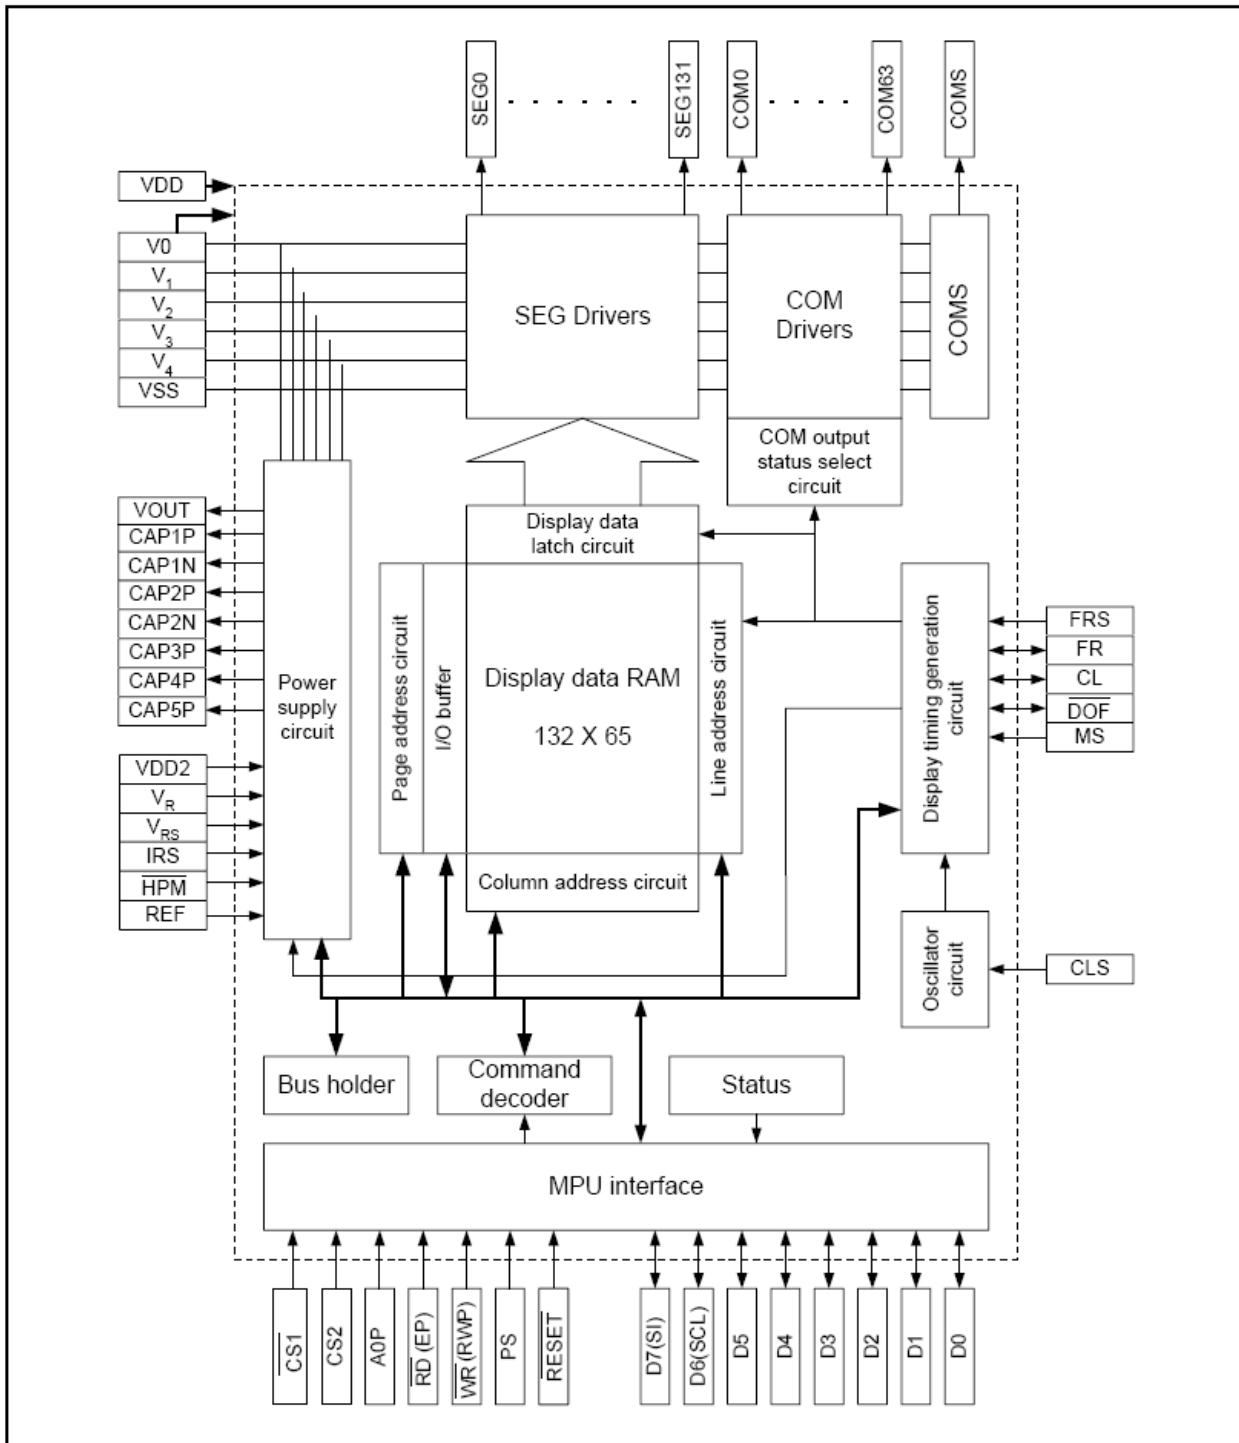 SEG0
SEG131
COM0
COM63
COMS
VDD
V0
V1
V2
V3
V4
VSS
SEG Drivers
COM
Drivers
COMS
COM output
status select
circuit
VOUT
CAP1P
CAP1N
CAP2P
CAP2N
CAP3P
CAP4P
CAP5P
VDD2
VR
VRS
IRS
HPM
REF
Power
supply
circuit
Display data
latch circuit
Page address circuit
I/O buffer
Display data RAM
132 X 65
Line address circuit
Column address circuit
Display timing generation
circuit
FRS
FR
CL
DOF
MS
Oscillator
circuit
CLS
Bus holder
Command
decoder
Status
MPU interface
CS1
CS2
A0P
RD (EP)
WR (RWP)
PS
RESET
D7(SI)
D6(SCL)
D5
D4
D3
D2
D1
D0